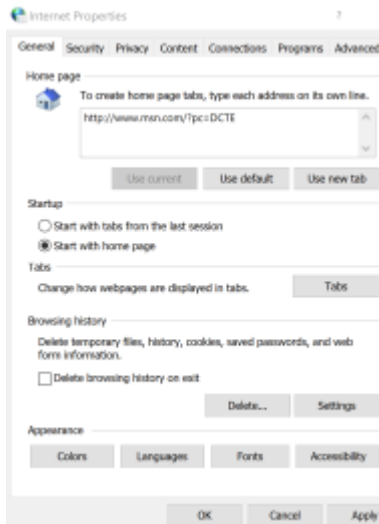 Internet Properties ?
General Security Privacy Content Connections Programs Advanced
Home page
To create home page tabs, type each address on its own line.
http://www.msn.com/?pc=DCTE
Use current Use default Use new tab
Startup
Start with tabs from the last session
Start with home page
Tabs
Change how webpages are displayed in tabs. Tabs
Browsing history
Delete temporary files, history, cookies, saved passwords, and web
form information.
Delete browsing history on exit
Delete... Settings
Appearance
Colors Languages Fonts Accessibility
OK Cancel Apply